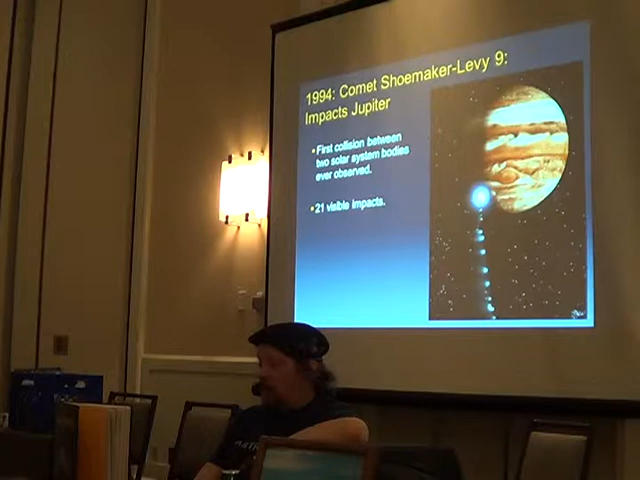 1994: Comet Shoemaker-Levy 9:
Impacts Jupiter
• First collision between
two solar system bodies
ever observed.
• 21 visible impacts.